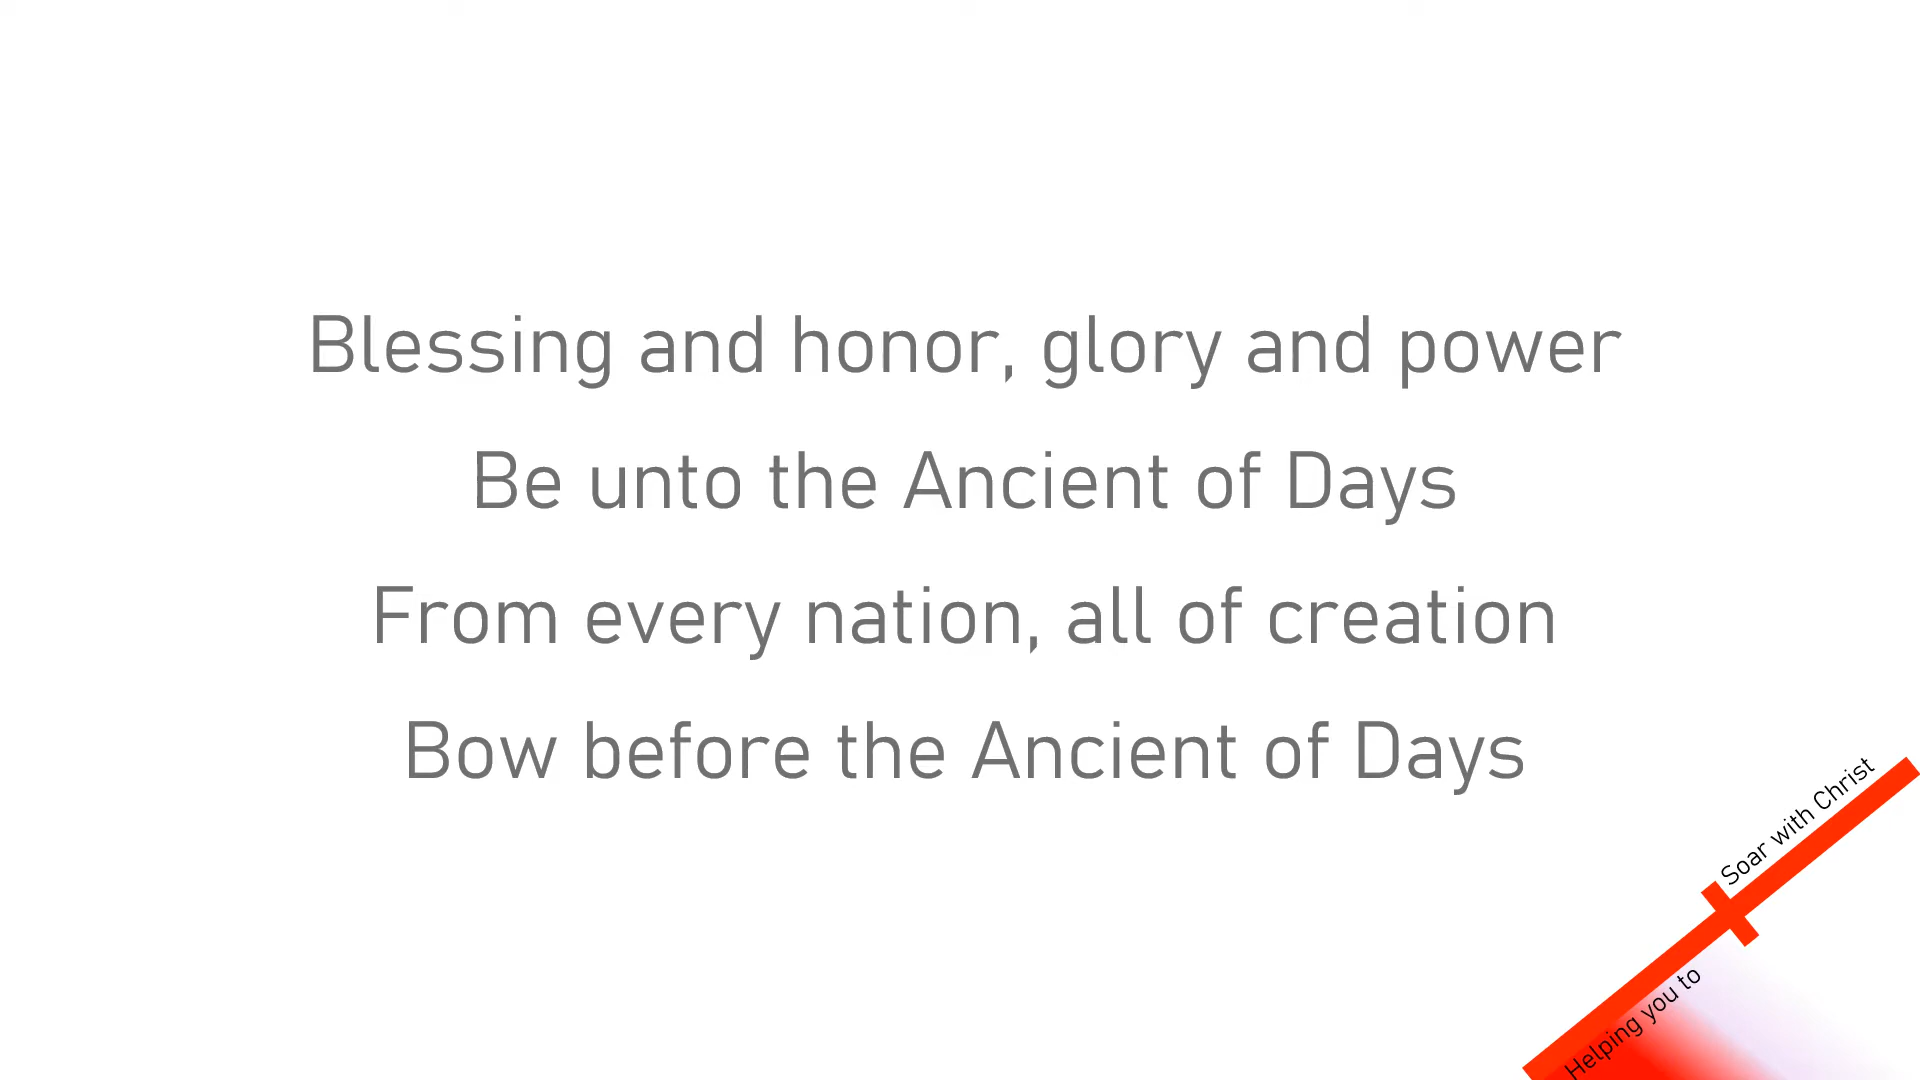 Blessing and honor, glory and power
Be unto the Ancient of Days
From every nation, all of creation
Bow before the Ancient of Days
Helping you to
Soar with Christ